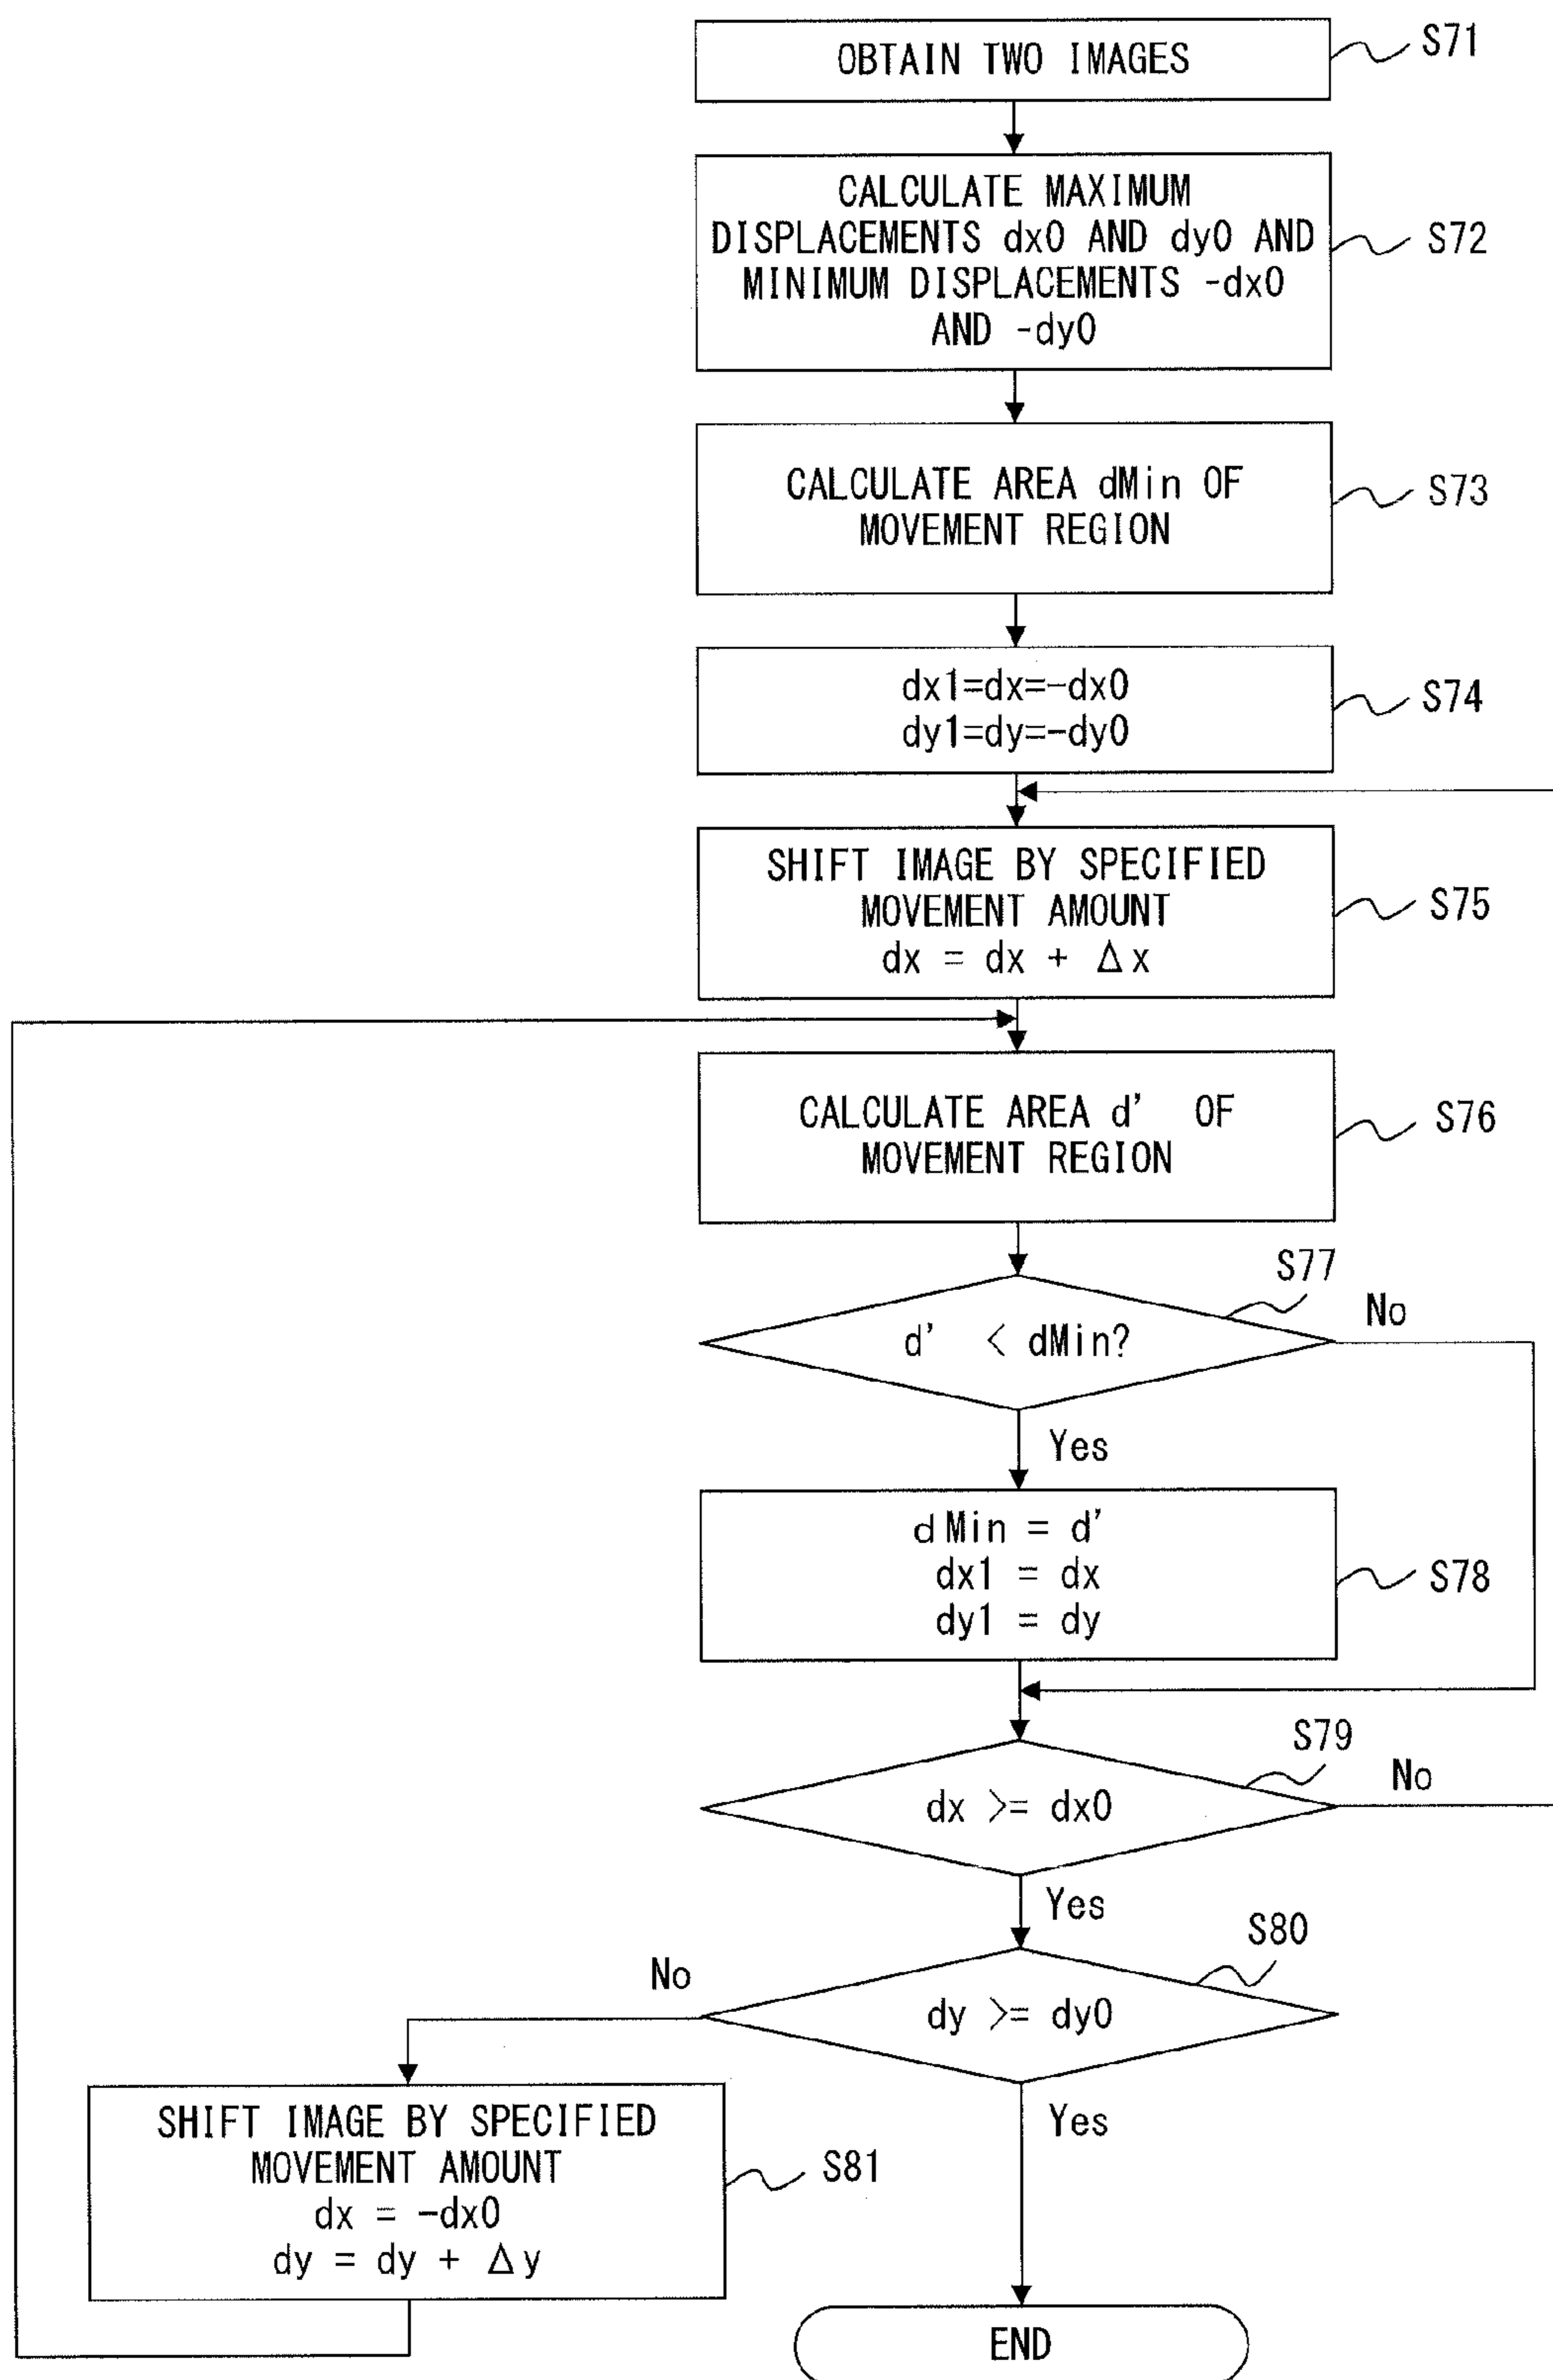 OBTAIN TWO IMAGES
S71
CALCULATE MAXIMUM
DISPLACEMENTS dx0 AND dy0 AND
MINIMUM DISPLACEMENTS -dx0
AND -dy0
S72
CALCULATE AREA dMin OF
MOVEMENT REGION
S73
dx1=dx=-dx0
dy1=dy=-dy0
S74
SHIFT IMAGE BY SPECIFIED
MOVEMENT AMOUNT
dx = dx + Δx
S75
CALCULATE AREA d' OF
MOVEMENT REGION
S76
S77
d' < dMin?
No
Yes
dMin = d'
dx1 = dx
dy1 = dy
S78
S79
dx >= dx0
No
Yes
S80
dy >= dy0
No
Yes
SHIFT IMAGE BY SPECIFIED
MOVEMENT AMOUNT
dx = -dx0
dy = dy + Δy
S81
END